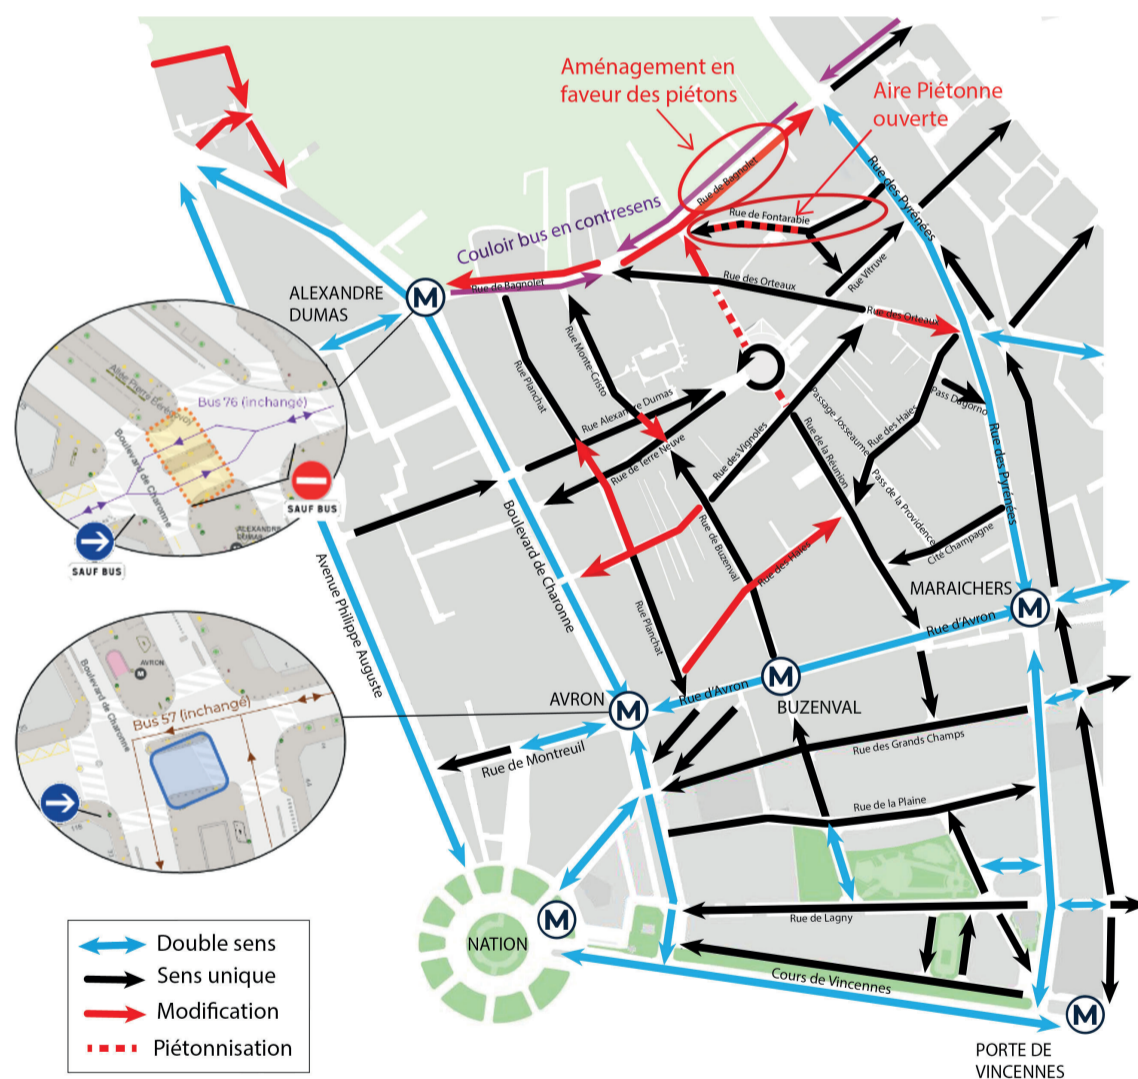 Aménagement en
faveur des piétons
Aire Piétonne
ouverte
Rue de Bagnolet
Rue des Pyrénées
Rue de Fontarabie
Couloir bus en contresens
Rue des Orteaux
Rue Vitruve
Rue de Bagnolet
ALEXANDRE
DUMAS
M
Rue des Orteaux
Rue Monte-Cristo
Rue Planchat
Allée Pierre Bérégovoy
Bus 76 (inchangé)
Boulevard de Charonne
SAUF BUS
SAUF BUS
ALEXANDRE
DUMAS
Rue Alexandre Dumas
Rue de Terre Neuve
Rue des Vignoles
Passage Josseaume
Rue de la Réunion
Rue des Haies
Pass Dagorno
Rue des Pyrénées
Pass de la Providence
Cité Champagne
Boulevard de Charonne
Rue de Buzenval
Rue des Haies
Avenue Philippe Auguste
Rue Planchat
MARAICHERS
M
Rue d'Avron
Rue d'Avron
M
BUZENVAL
AVRON
M
Boulevard de Charonne
AVRON
M
Bus 57 (inchangé)
Rue de Montreuil
Rue des Grands Champs
Rue de la Plaine
Rue de Lagny
M
NATION
Cours de Vincennes
M
PORTE DE
VINCENNES
Double sens
Sens unique
Modification
Piétonnisation